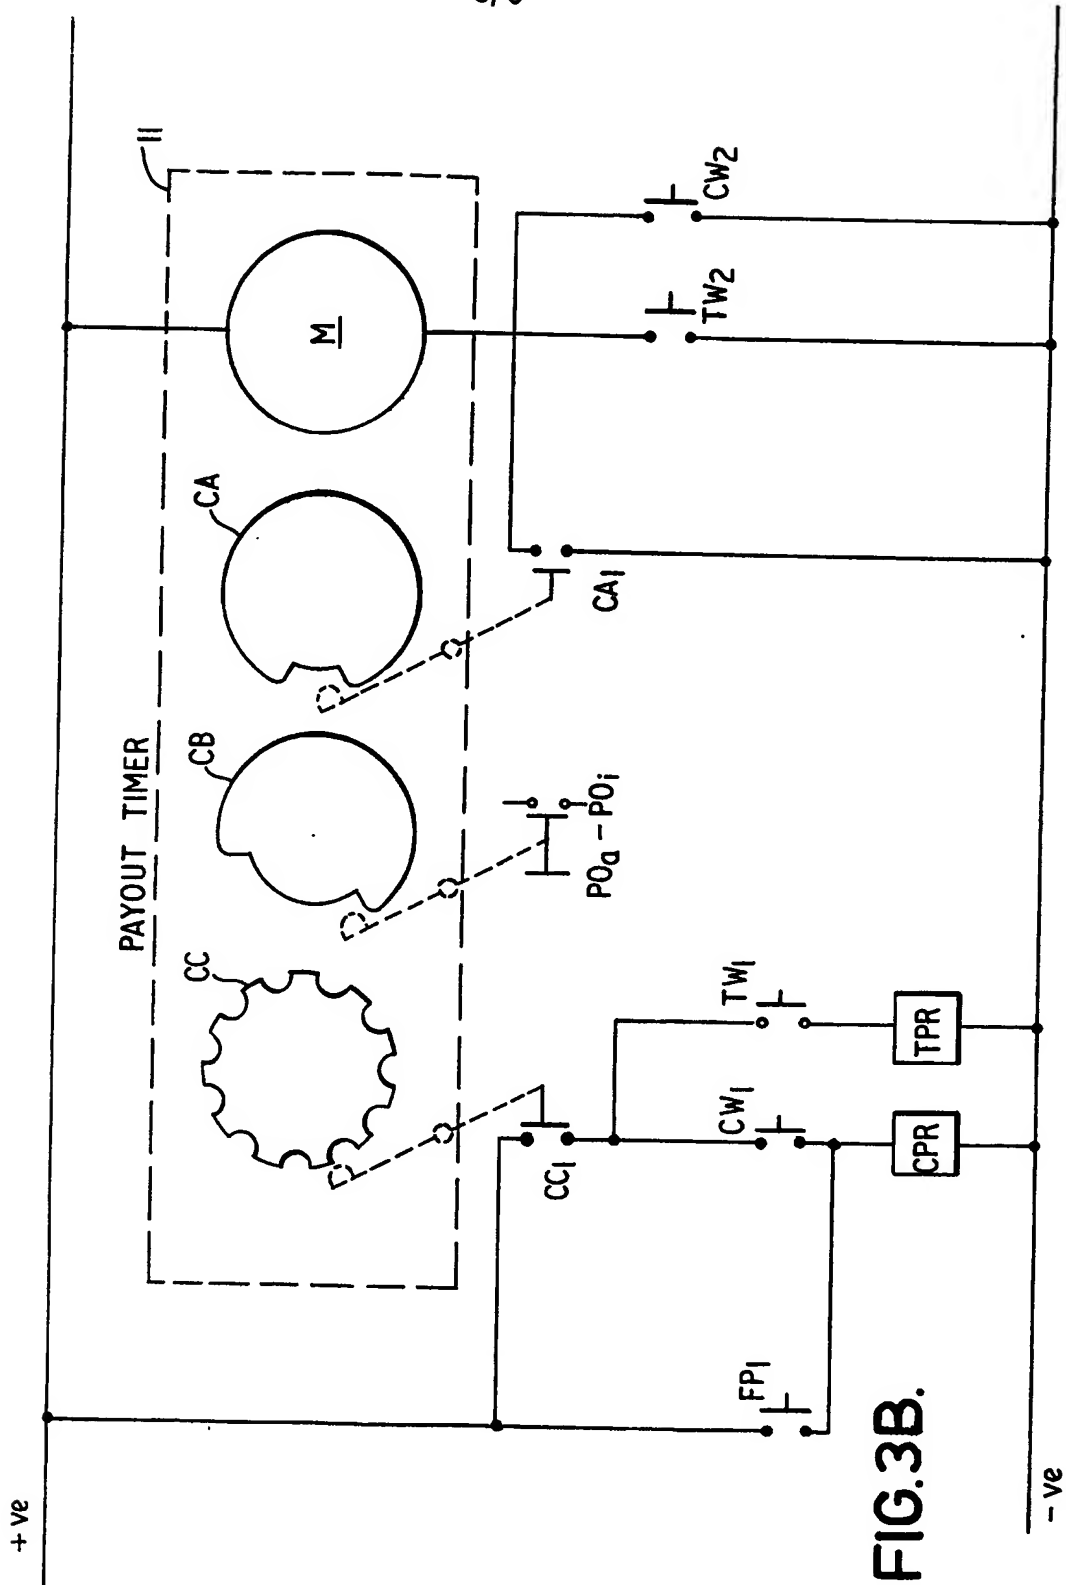 +ve
PAYOUT TIMER
11
CC
CB
CA
M
CC1
POa - POi
CA1
TW2
CW2
FP1
CW1
TW1
CPR
TPR
-ve
FIG.3B.